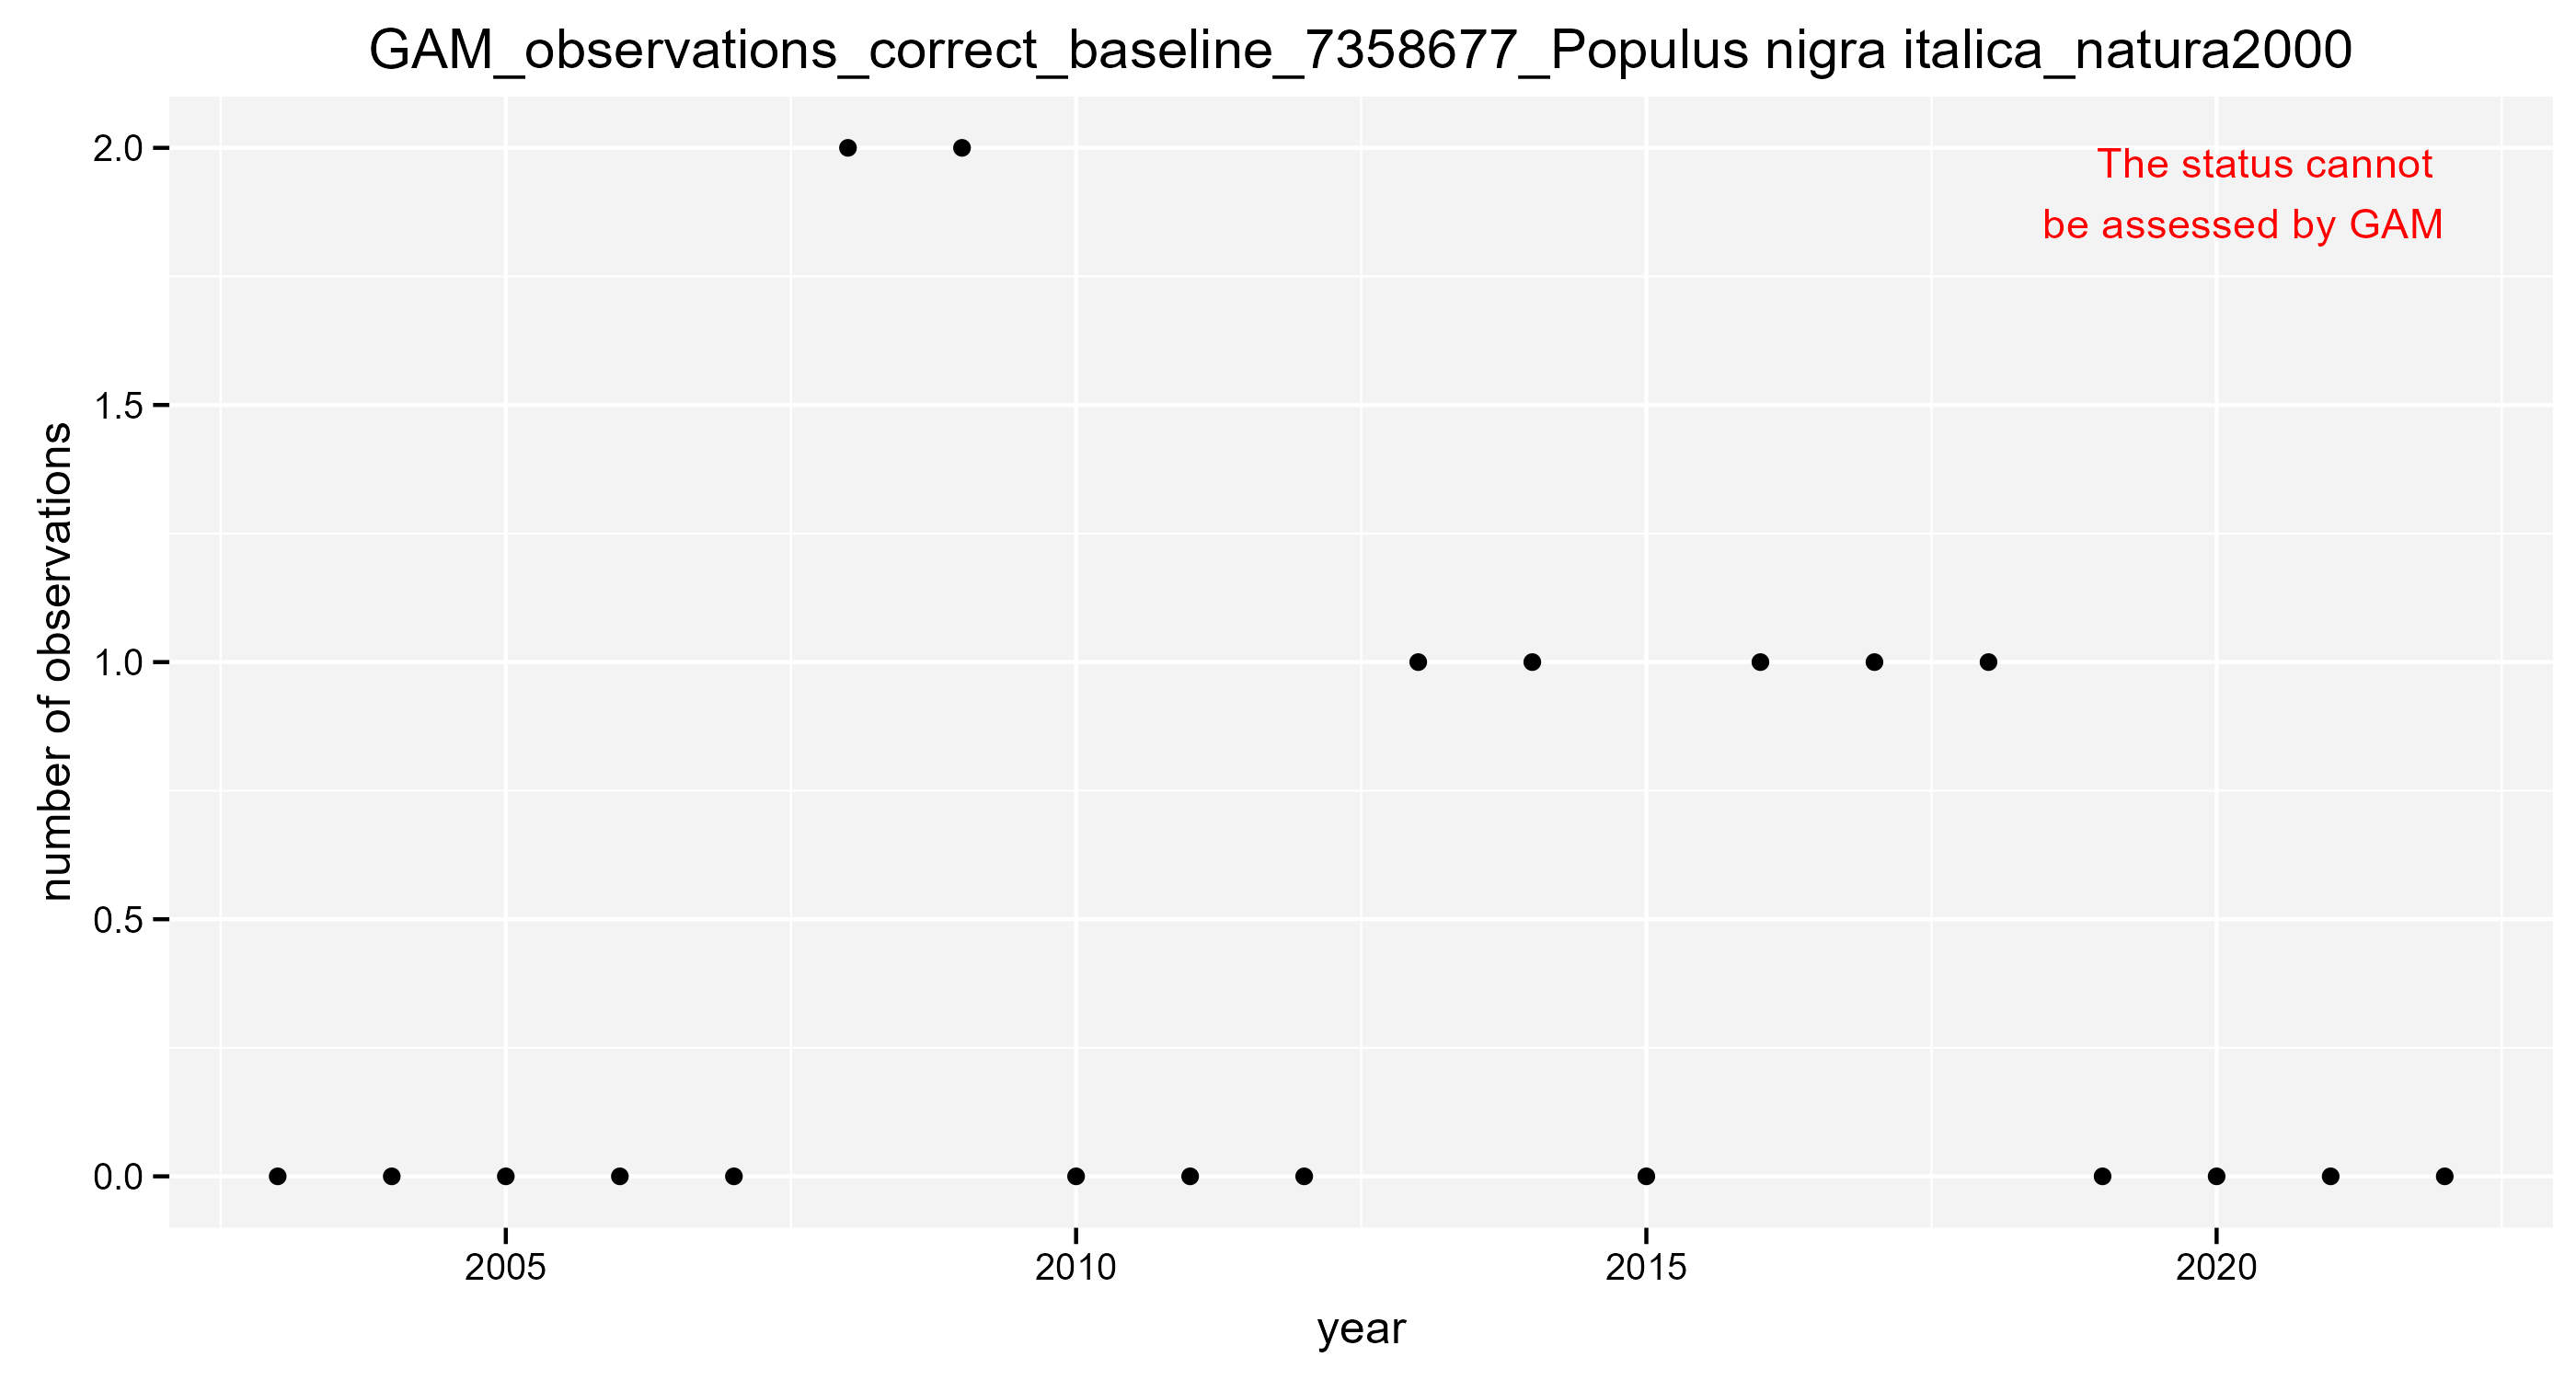 GAM_observations_correct_baseline_7358677_Populus nigra italica_natura2000
The status cannot
be assessed by GAM
number of observations
2.0
1.5
1.0
0.5
0.0
2005
2010
2015
2020
year